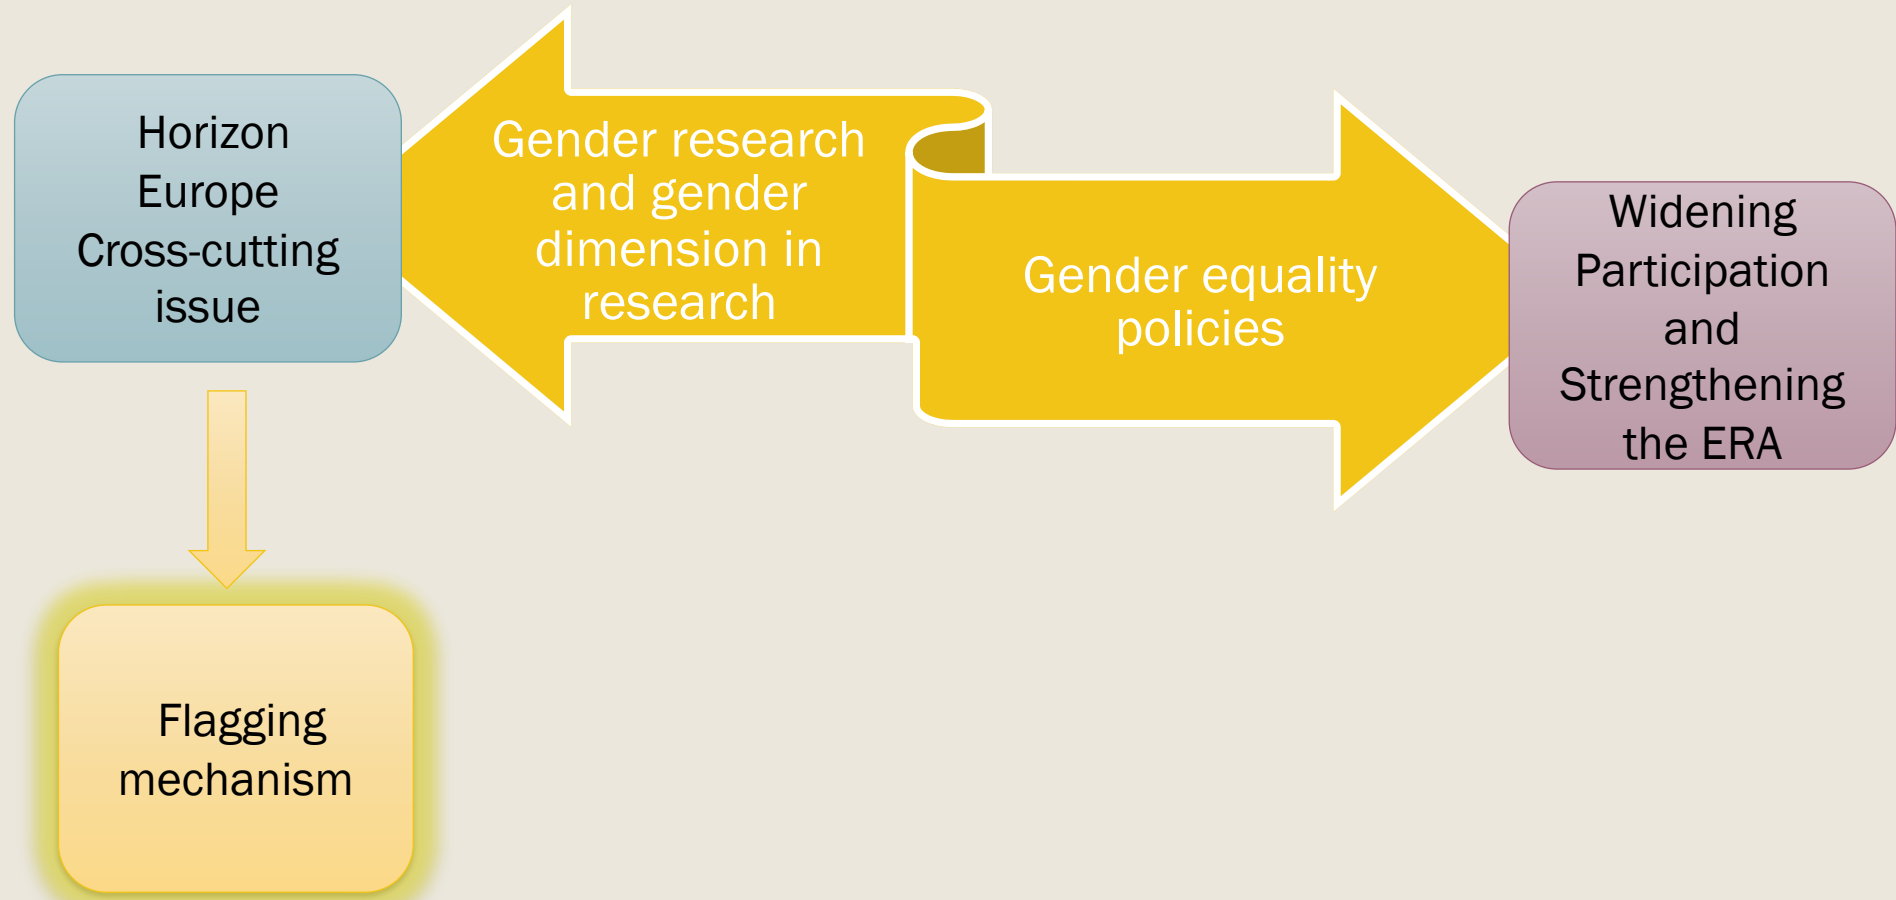 Horizon
Europe
Cross-cutting
issue
Gender research
and gender
dimension in
research
Gender equality
policies
Widening
Participation
and
Strengthening
the ERA
Flagging
mechanism